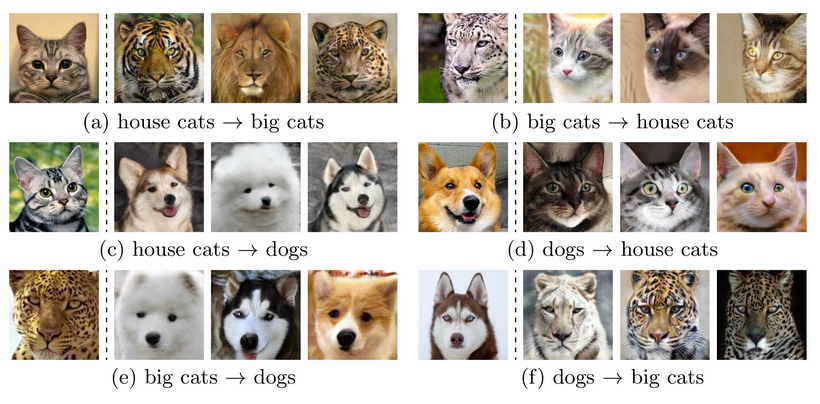 (a) house cats → big cats
(b) big cats → house cats
(c) house cats → dogs
(d) dogs → house cats
(e) big cats → dogs
(f) dogs → big cats